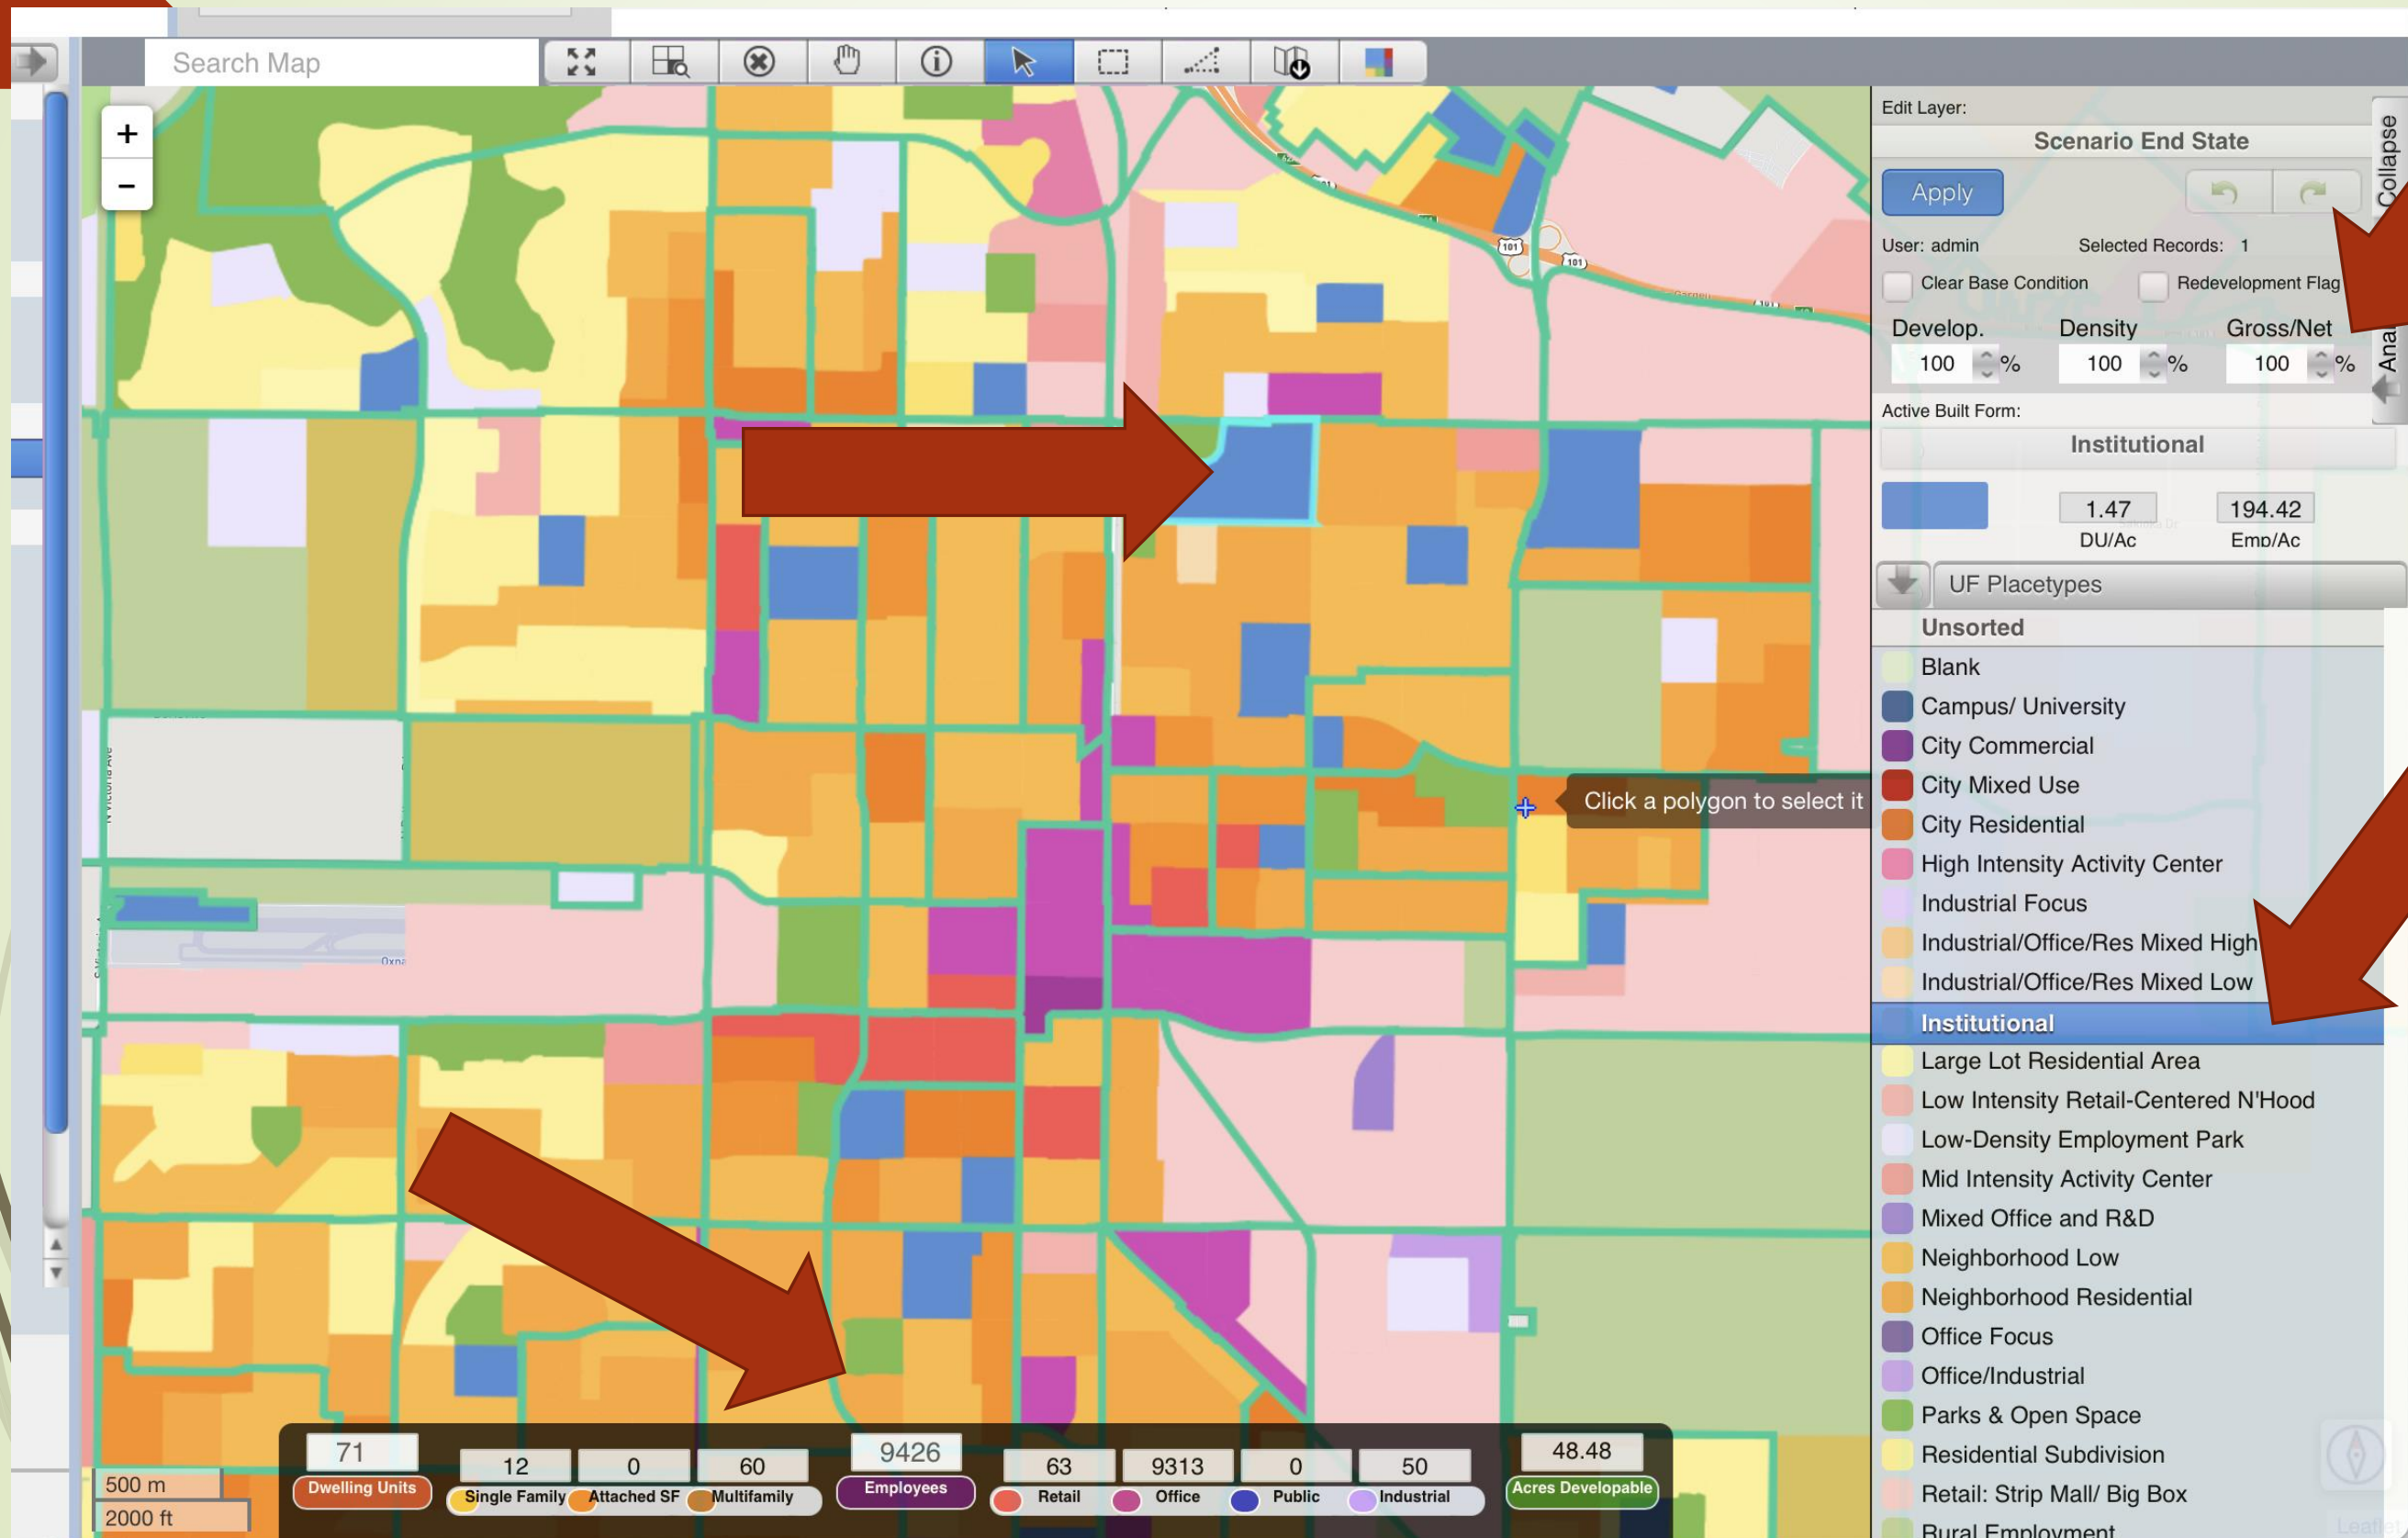 Search Map
+
−
Edit Layer:
Scenario End State
Collapse
Apply
User: admin Selected Records: 1
Clear Base Condition Redevelopment Flag
Develop. Density Gross/Net
100 % 100 % 100 %
Active Built Form:
Institutional
1.47 194.42
DU/Ac Emp/Ac
UF Placetypes
Unsorted
Blank
Campus/ University
City Commercial
City Mixed Use
City Residential
High Intensity Activity Center
Industrial Focus
Industrial/Office/Res Mixed High
Industrial/Office/Res Mixed Low
Institutional
Large Lot Residential Area
Low Intensity Retail-Centered N'Hood
Low-Density Employment Park
Mid Intensity Activity Center
Mixed Office and R&D
Neighborhood Low
Neighborhood Residential
Office Focus
Office/Industrial
Parks & Open Space
Residential Subdivision
Retail: Strip Mall/ Big Box
Rural Employment
101
101
101
Click a polygon to select it
N Victoria Ave
71 12 0 60 9426 63 9313 0 50 48.48
Dwelling Units Single Family Attached SF Multifamily Employees Retail Office Public Industrial Acres Developable
500 m
2000 ft